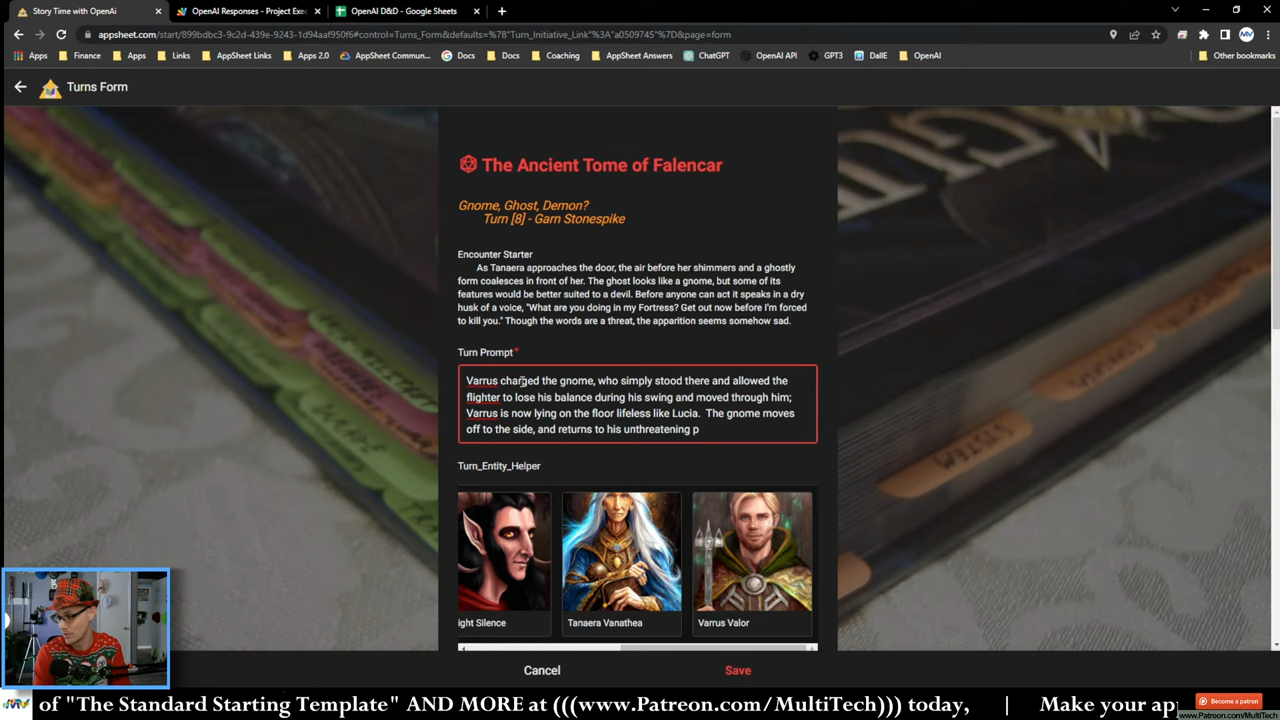 Story Time with OpenAi
OpenAI Responses - Project Exec
OpenAI D&D - Google Sheets
appsheet.com/start/899bdbc3-9c2d-439e-9243-1d94aaf950f6#control=Turns_Form&defaults=%7B"Turn_Initiative_Link"%3A"a0509745"%7D&page=form
Apps
Finance
Apps
Links
AppSheet Links
Apps 2.0
AppSheet Commun...
Docs
Docs
Coaching
AppSheet Answers
ChatGPT
OpenAI API
GPT3
DallE
OpenAI
Other bookmarks
Turns Form
The Ancient Tome of Falencar
Gnome, Ghost, Demon?
Turn [8] - Garn Stonespike
Encounter Starter
As Tanaera approaches the door, the air before her shimmers and a ghostly
form coalesces in front of her. The ghost looks like a gnome, but some of its
features would be better suited to a devil. Before anyone can act it speaks in a dry
husk of a voice, "What are you doing in my Fortress? Get out now before I'm forced
to kill you." Though the words are a threat, the apparition seems somehow sad.
Turn Prompt*
Varrus charged the gnome, who simply stood there and allowed the
flighter to lose his balance during his swing and moved through him;
Varrus is now lying on the floor lifeless like Lucia. The gnome moves
off to the side, and returns to his unthreatening p
Turn_Entity_Helper
ight Silence
Tanaera Vanathea
Varrus Valor
Cancel
Save
SYSTEM
of "The Standard Starting Template" AND MORE at (((www.Patreon.com/MultiTech))) today, | Make your ap
Become a patron
www.Patreon.com/MultiTech